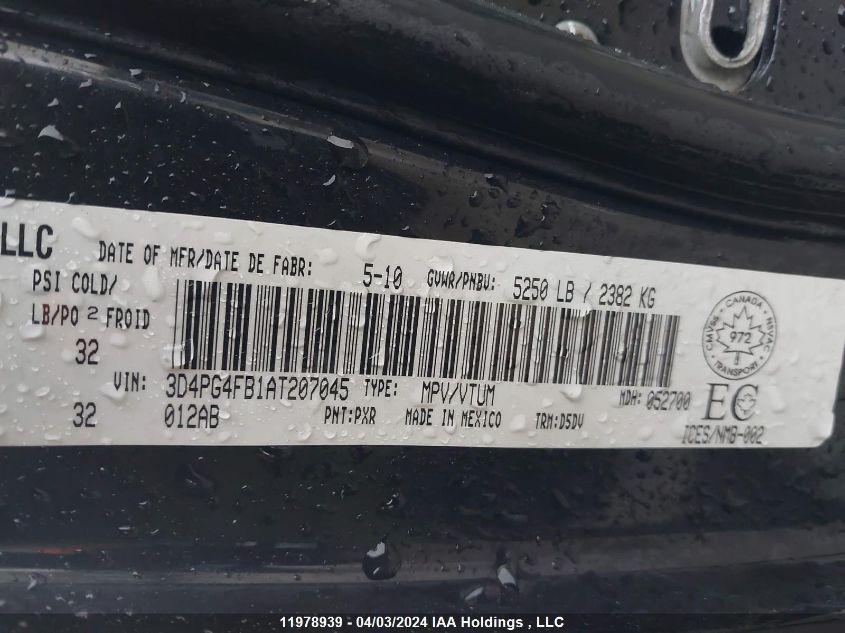 LLC
DATE OF MFR/DATE DE FABR: 5-10 GVWR/PNBV: 5250 LB / 2382 KG
PSI COLD/
LB/PO 2 FROID
32
VIN: 3D4PG4FB1AT207045 TYPE: MPV/VTUM MDH: 052700
32 012AB PNT:PXR MADE IN MEXICO TRM:D5DV
CANADA
CMVSS NSVAC
972
TRANSPORT
EC
ICES/NMB-002
11978939 - 04/03/2024 IAA Holdings , LLC